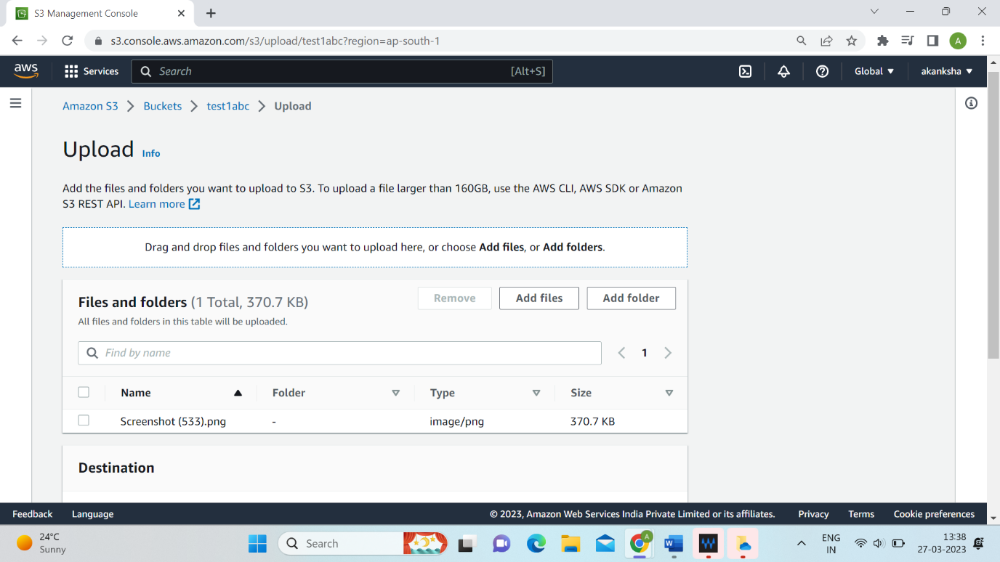 S3 Management Console
s3.console.aws.amazon.com/s3/upload/test1abc?region=ap-south-1
A
aws
Services
Search
[Alt+S]
Global
akanksha
Amazon S3
Buckets
test1abc
Upload
Upload Info
Add the files and folders you want to upload to S3. To upload a file larger than 160GB, use the AWS CLI, AWS SDK or Amazon
S3 REST API. Learn more
Drag and drop files and folders you want to upload here, or choose Add files, or Add folders.
Files and folders (1 Total, 370.7 KB)
Remove
Add files
Add folder
All files and folders in this table will be uploaded.
Find by name
1
Name
Folder
Type
Size
Screenshot (533).png
-
image/png
370.7 KB
Destination
Feedback
Language
© 2023, Amazon Web Services India Private Limited or its affiliates.
Privacy
Terms
Cookie preferences
24°C
Sunny
Search
A
W
ENG
IN
13:38
27-03-2023